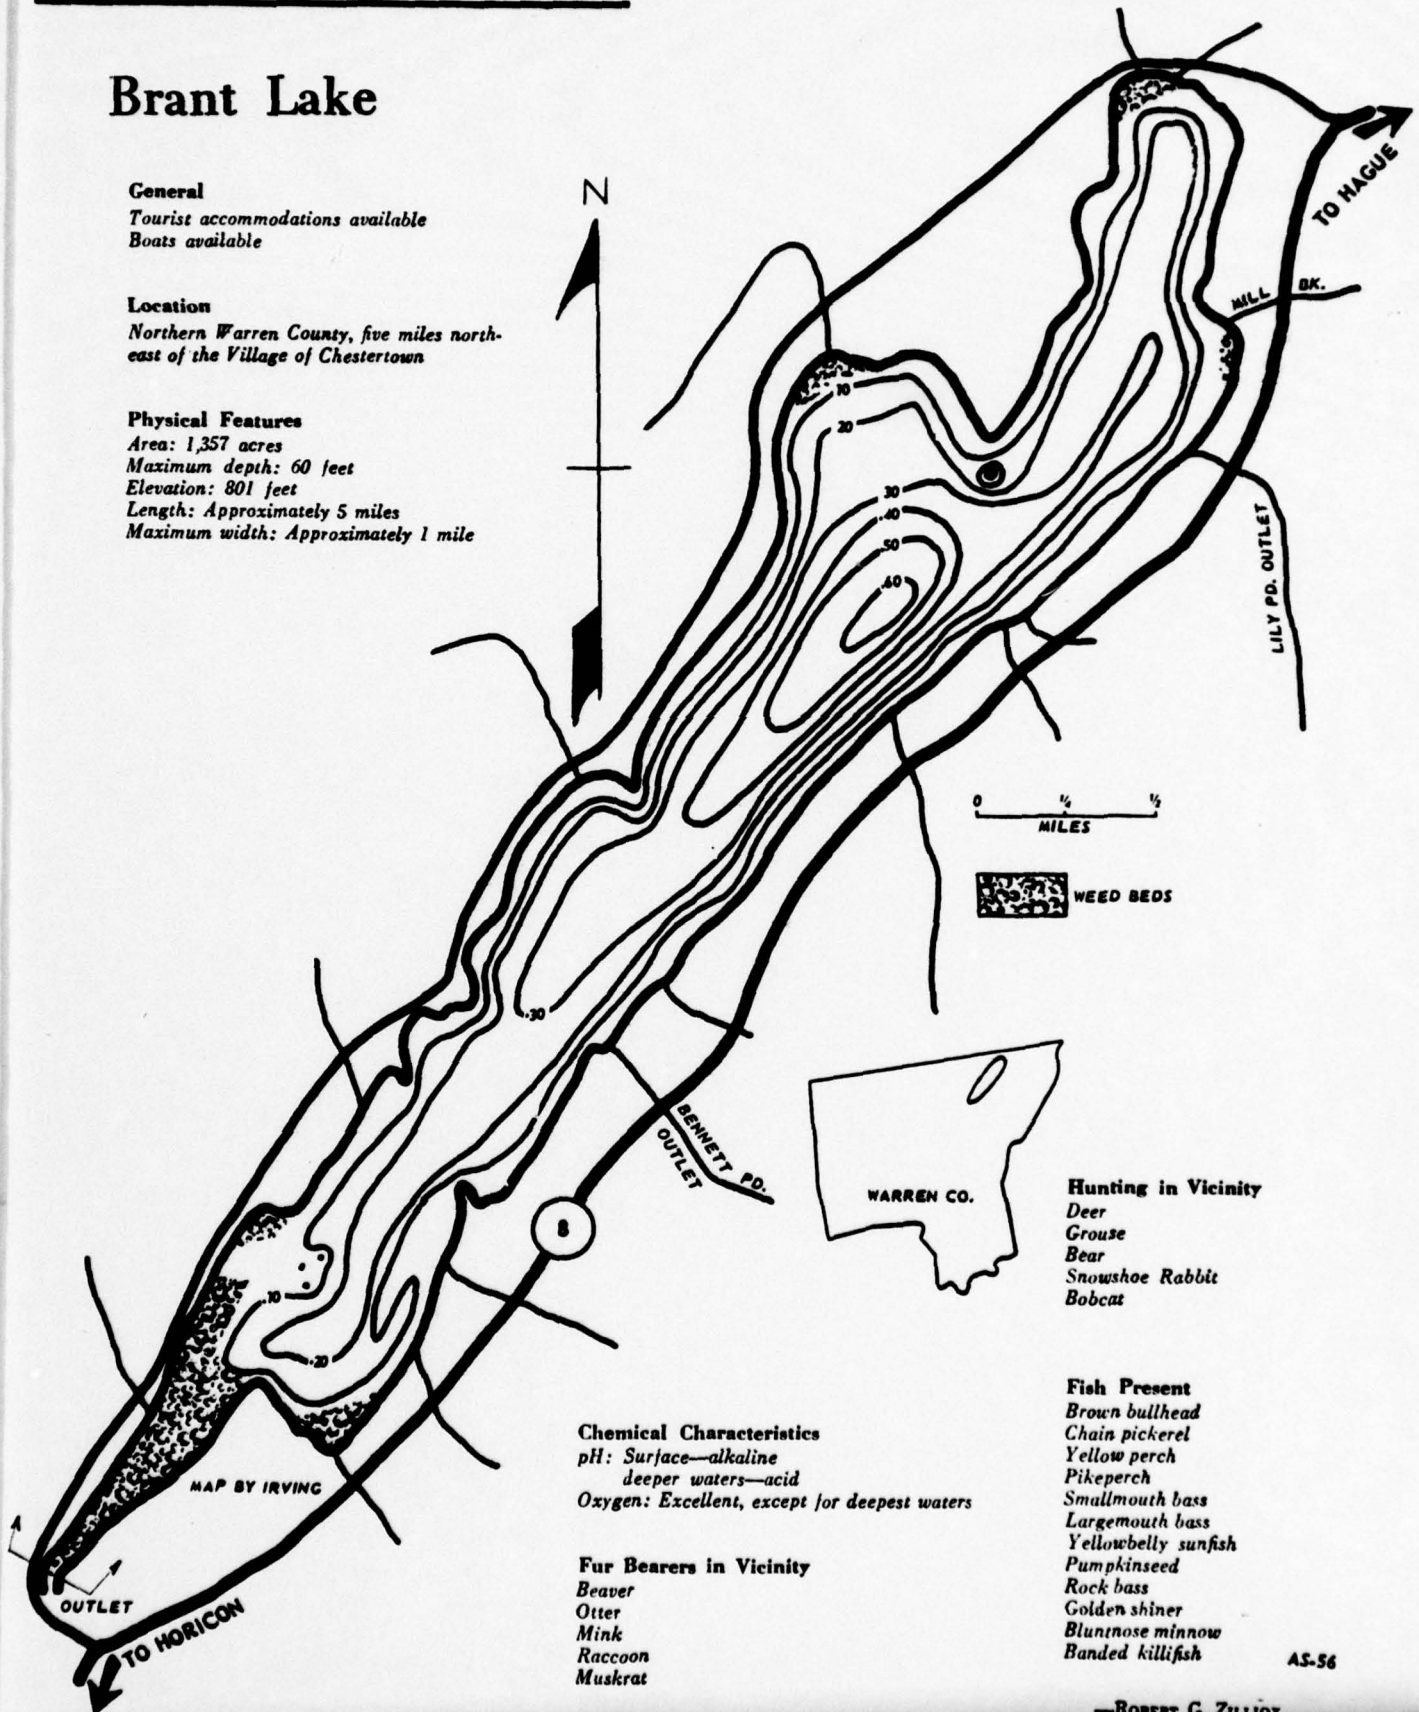 Brant Lake
General
Tourist accommodations available
Boats available
Location
Northern Warren County, five miles north-
east of the Village of Chestertown
Physical Features
Area: 1,357 acres
Maximum depth: 60 feet
Elevation: 801 feet
Length: Approximately 5 miles
Maximum width: Approximately 1 mile
N
TO HAGUE
MILL BK.
10
20
30
40
50
60
LILY PD. OUTLET
0 ¼ ½
MILES
WEED BEDS
30
BENNETT PD.
OUTLET
8
WARREN CO.
10
20
MAP BY IRVING
A
A
OUTLET
TO HORICON
Chemical Characteristics
pH: Surface—alkaline
deeper waters—acid
Oxygen: Excellent, except for deepest waters
Fur Bearers in Vicinity
Beaver
Otter
Mink
Raccoon
Muskrat
Hunting in Vicinity
Deer
Grouse
Bear
Snowshoe Rabbit
Bobcat
Fish Present
Brown bullhead
Chain pickerel
Yellow perch
Pikeperch
Smallmouth bass
Largemouth bass
Yellowbelly sunfish
Pumpkinseed
Rock bass
Golden shiner
Bluntnose minnow
Banded killifish
AS-56
—ROBERT G. ZILLIOX